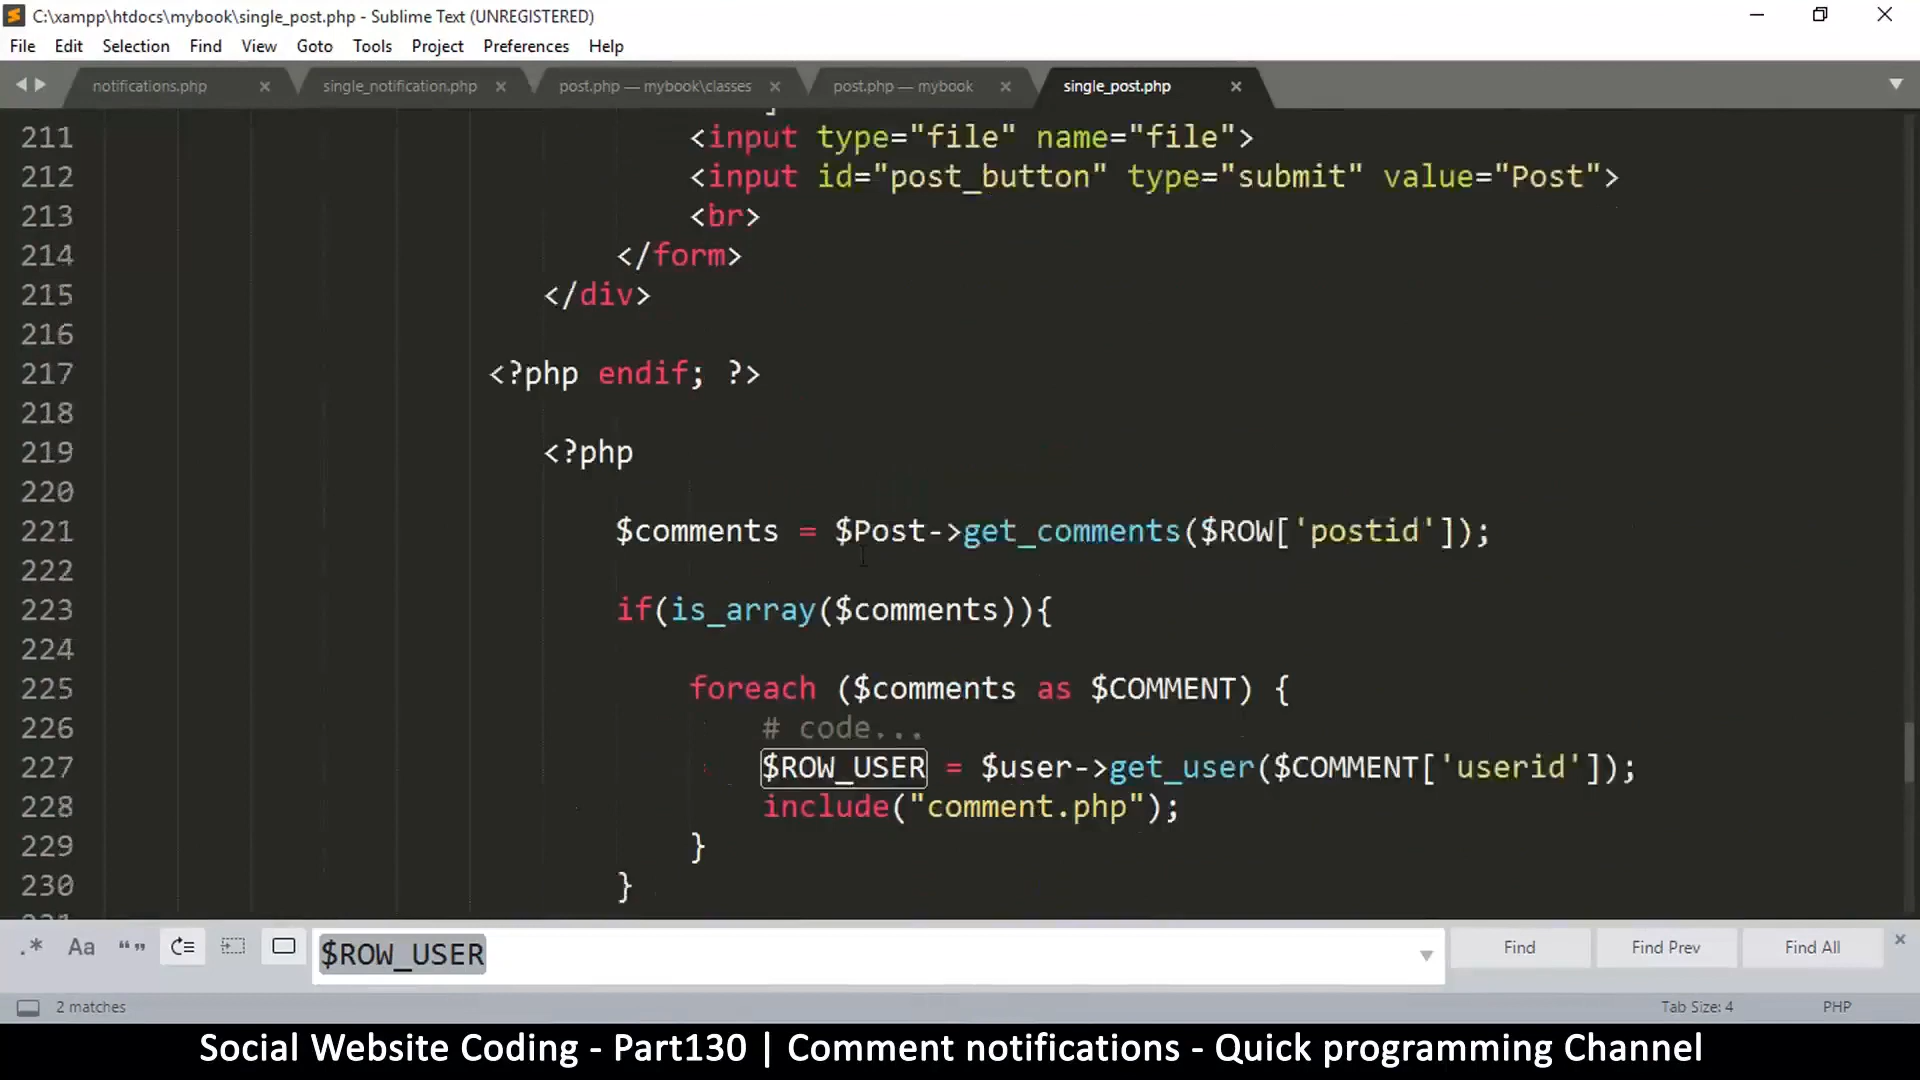 C:\xampp\htdocs\mybook\single_post.php - Sublime Text (UNREGISTERED)
File Edit Selection Find View Goto Tools Project Preferences Help
notifications.php single_notification.php post.php — mybook\classes post.php — mybook single_post.php
211 <input type="file" name="file">
212 <input id="post_button" type="submit" value="Post">
213 <br>
214 </form>
215 </div>
216
217 <?php endif; ?>
218
219 <?php
220
221 $comments = $Post->get_comments($ROW['postid']);
222
223 if(is_array($comments)){
224
225 foreach ($comments as $COMMENT) {
226 # code...
227 $ROW_USER = $user->get_user($COMMENT['userid']);
228 include("comment.php");
229 }
230 }
.* Aa “ ” $ROW_USER Find Find Prev Find All
2 matches Tab Size: 4 PHP
Social Website Coding - Part130 | Comment notifications - Quick programming Channel